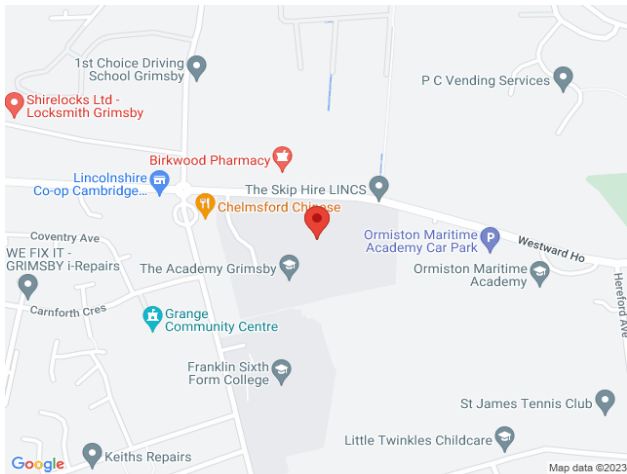 1st Choice Driving
School Grimsby
P C Vending Services
Shirelocks Ltd -
Locksmith Grimsby
Birkwood Pharmacy
Lincolnshire
Co-op Cambridge...
The Skip Hire LINCS
Chelmsford Chinese
Coventry Ave
Ormiston Maritime
Academy Car Park
Westward Ho
WE FIX IT -
GRIMSBY i-Repairs
The Academy Grimsby
Ormiston Maritime
Academy
Hereford Ave
Carnforth Cres
Grange
Community Centre
Franklin Sixth
Form College
St James Tennis Club
Little Twinkles Childcare
Keiths Repairs
Google
Map data ©2023